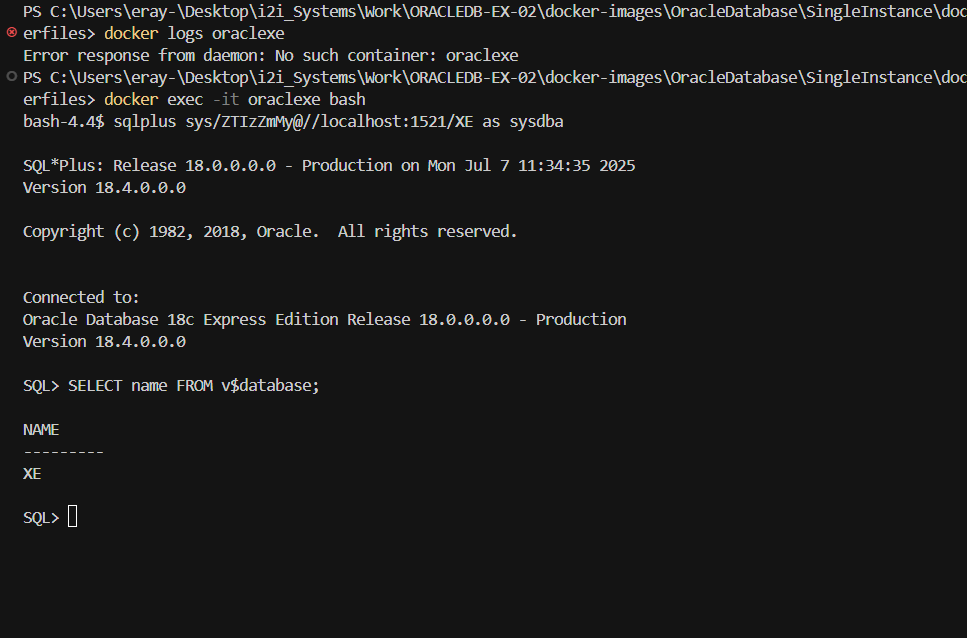 PS C:\Users\eray-\Desktop\i2i_Systems\Work\ORACLEDB-EX-02\docker-images\OracleDatabase\SingleInstance\doc
erfiles> docker logs oraclexe
Error response from daemon: No such container: oraclexe
PS C:\Users\eray-\Desktop\i2i_Systems\Work\ORACLEDB-EX-02\docker-images\OracleDatabase\SingleInstance\doc
erfiles> docker exec -it oraclexe bash
bash-4.4$ sqlplus sys/ZTIzZmMy@//localhost:1521/XE as sysdba
SQL*Plus: Release 18.0.0.0.0 - Production on Mon Jul 7 11:34:35 2025
Version 18.4.0.0.0
Copyright (c) 1982, 2018, Oracle.  All rights reserved.
Connected to:
Oracle Database 18c Express Edition Release 18.0.0.0.0 - Production
Version 18.4.0.0.0
SQL> SELECT name FROM v$database;
NAME
---------
XE
SQL>